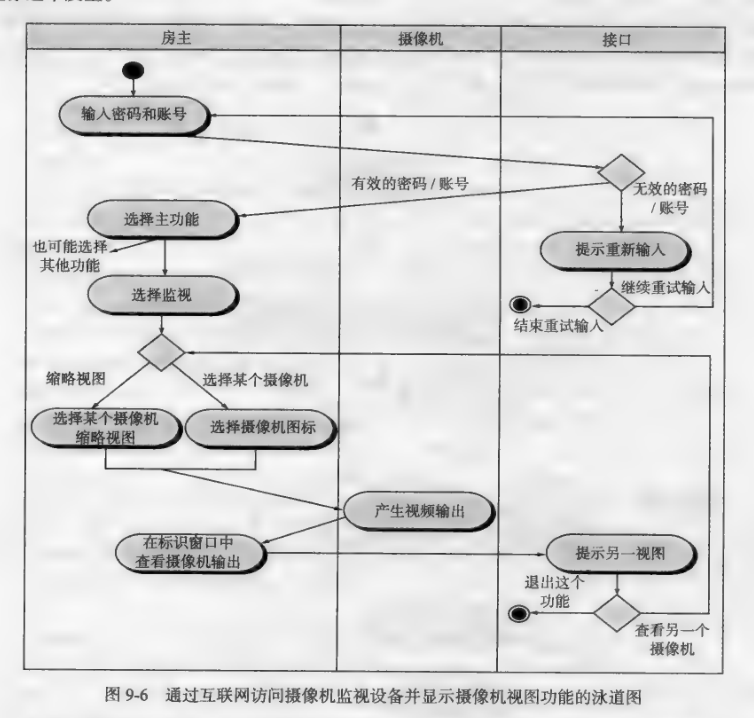 房主
摄像机
接口
输入密码和账号
有效的密码 / 账号
无效的密码
/ 账号
选择主功能
也可能选择
其他功能
提示重新输入
选择监视
继续重试输入
结束重试输入
缩略视图
选择某个摄像机
选择某个摄像机
缩略视图
选择摄像机图标
产生视频输出
在标识窗口中
查看摄像机输出
提示另一视图
退出这个
功能
查看另一个
摄像机
图 9-6 通过互联网访问摄像机监视设备并显示摄像机视图功能的泳道图